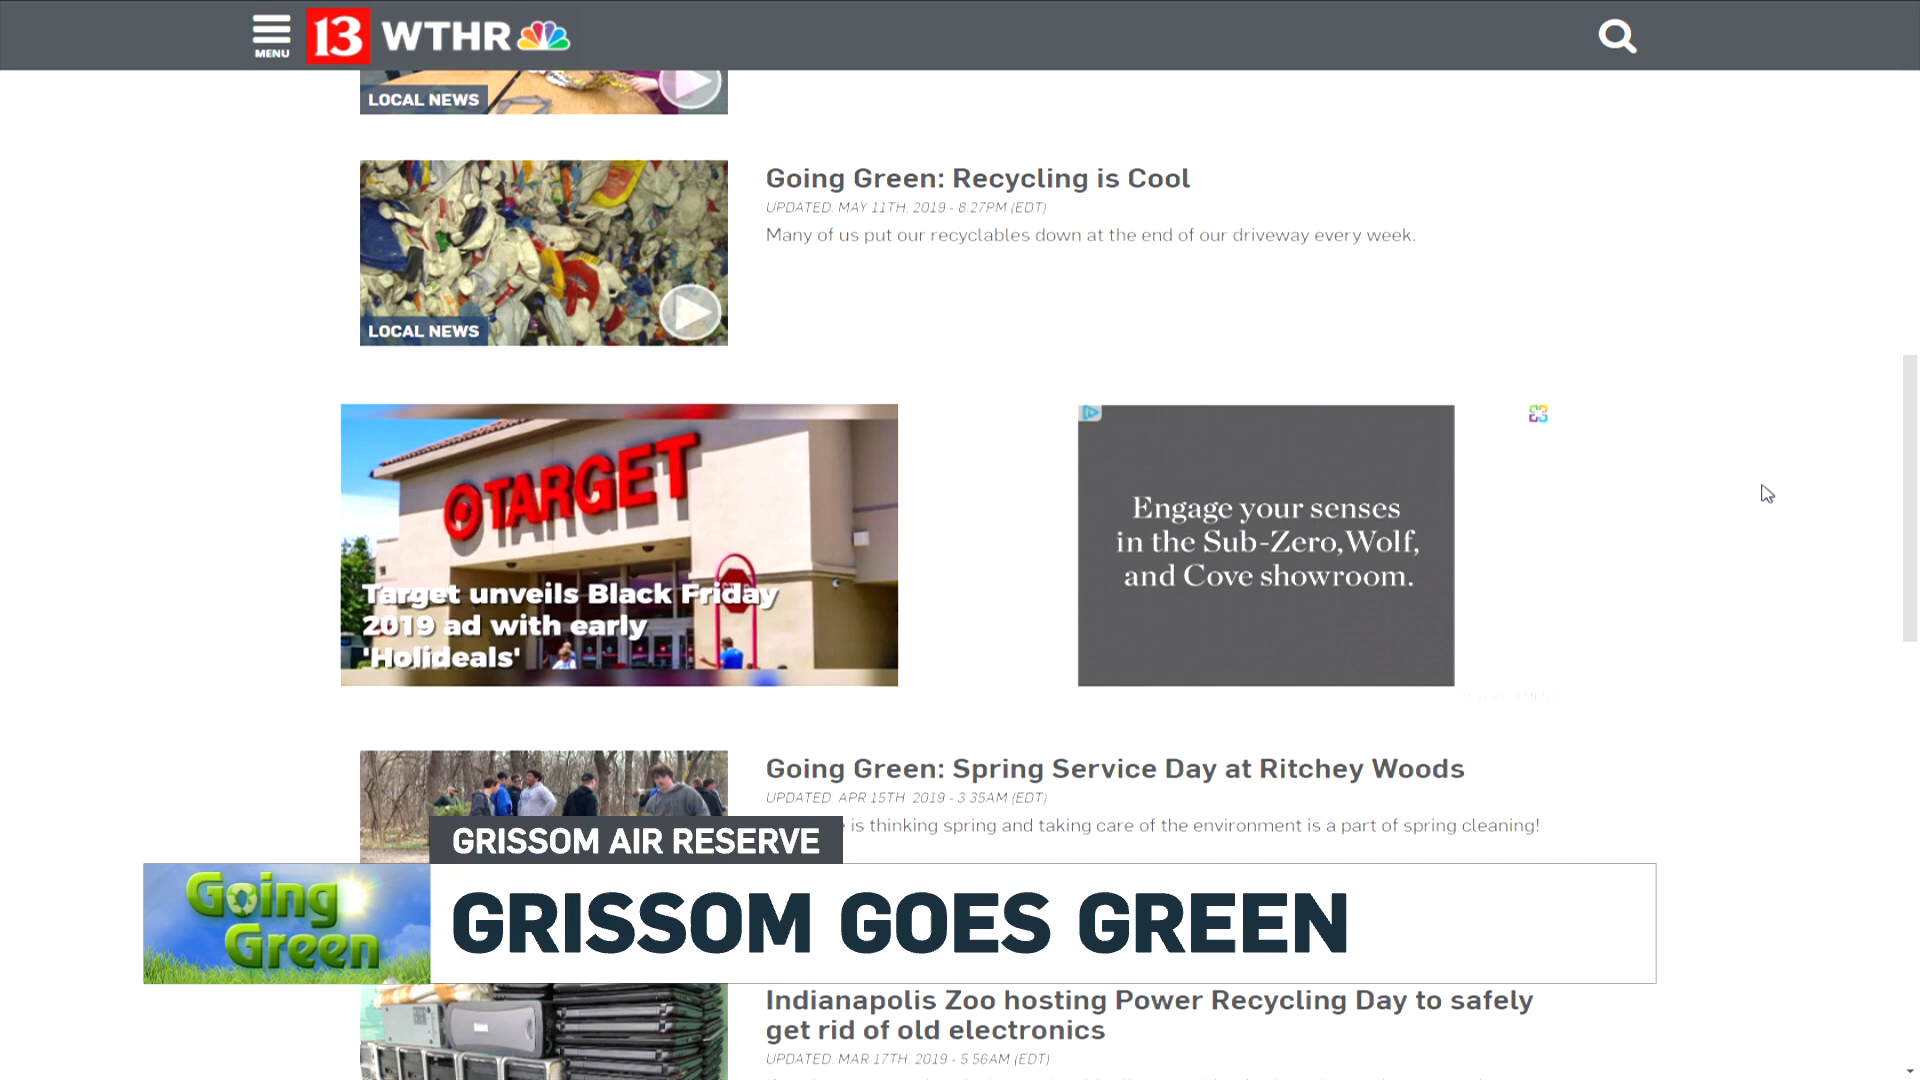 MENU
13 WTHR
LOCAL NEWS
Going Green: Recycling is Cool
UPDATED: MAY 11TH, 2019 - 8:27PM (EDT)
Many of us put our recyclables down at the end of our driveway every week.
LOCAL NEWS
TARGET
Target unveils Black Friday
2019 ad with early
'Holideals'
Engage your senses
in the Sub-Zero, Wolf,
and Cove showroom.
Going Green: Spring Service Day at Ritchey Woods
UPDATED: APR 15TH, 2019 - 3:35AM (EDT)
is thinking spring and taking care of the environment is a part of spring cleaning!
GRISSOM AIR RESERVE
Going
Green
GRISSOM GOES GREEN
Indianapolis Zoo hosting Power Recycling Day to safely
get rid of old electronics
UPDATED: MAR 17TH, 2019 - 5:56AM (EDT)